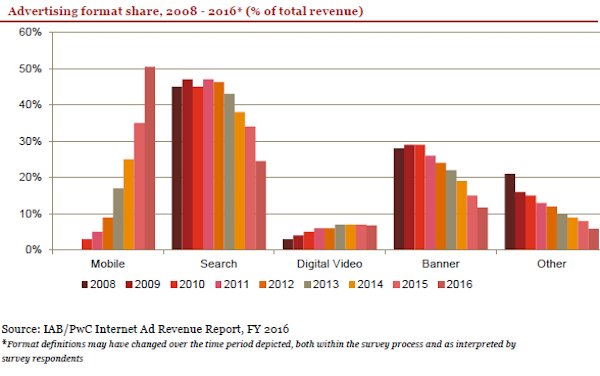 Advertising format share, 2008 - 2016* (% of total revenue)
60%
50%
40%
30%
20%
10%
0%
Mobile Search Digital Video Banner Other
2008 2009 2010 2011 2012 2013 2014 2015 2016
Source: IAB/PwC Internet Ad Revenue Report, FY 2016
*Format definitions may have changed over the time period depicted, both within the survey process and as interpreted by
survey respondents